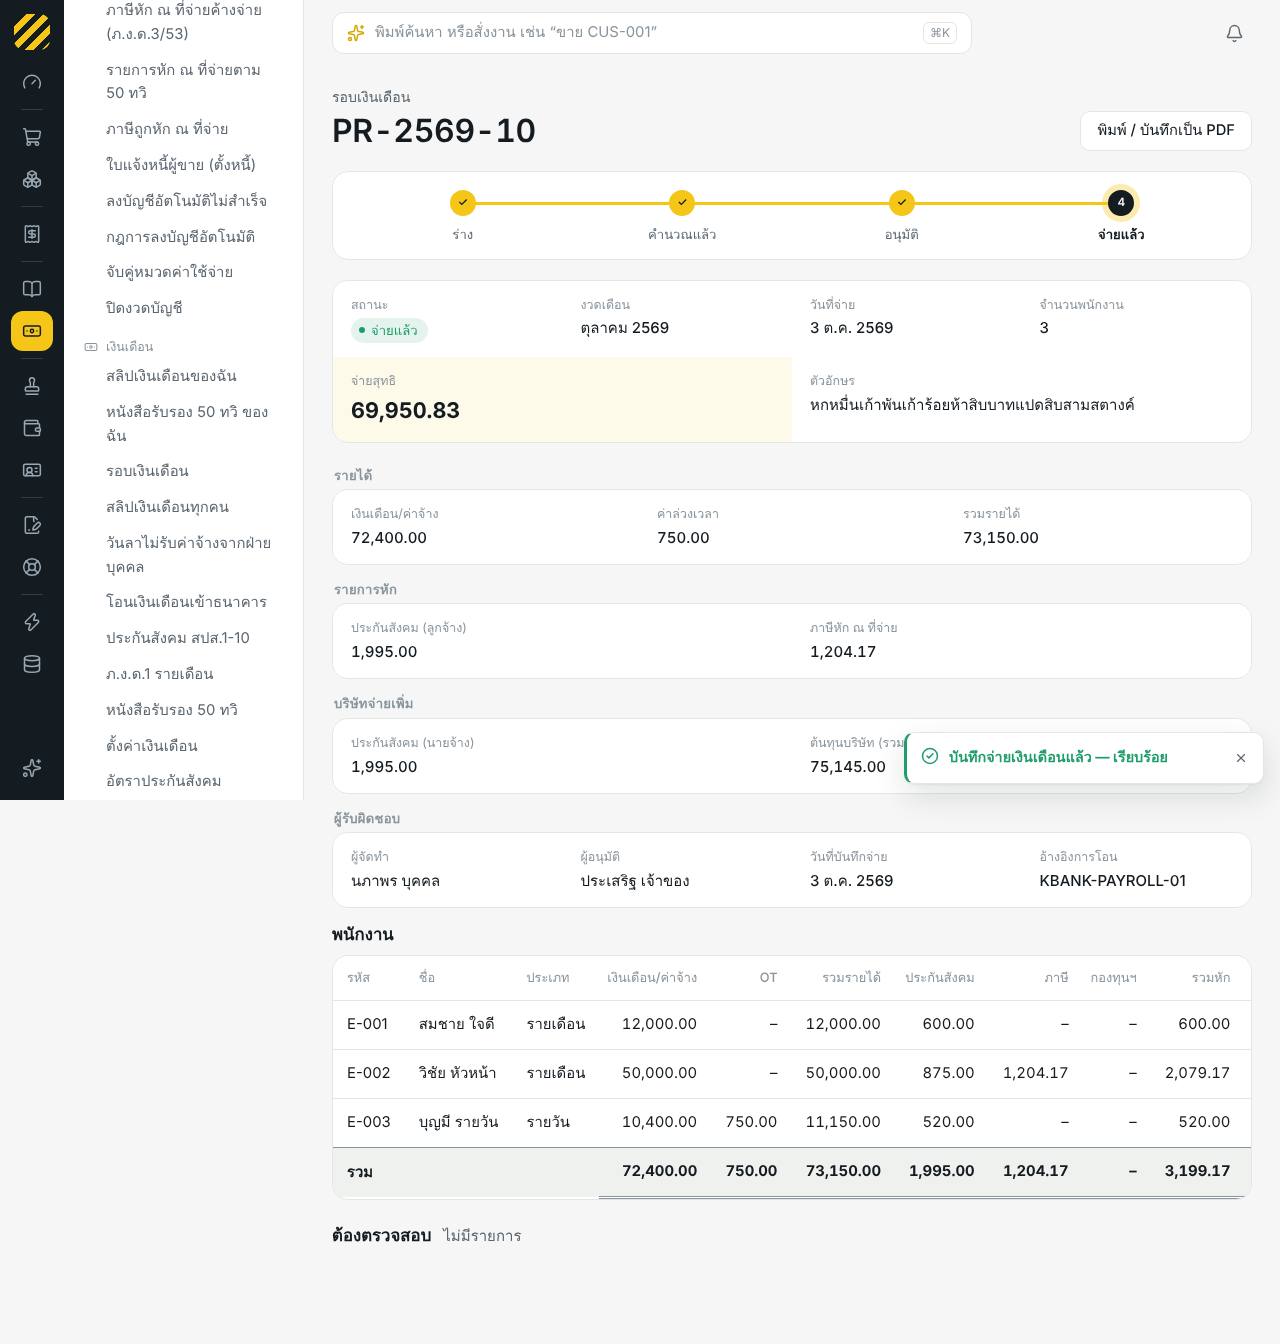 ภาษีหัก ณ ที่จ่ายค้างจ่าย
(ภ.ง.ด.3/53)
รายการหัก ณ ที่จ่ายตาม
50 ทวิ
ภาษีถูกหัก ณ ที่จ่าย
ใบแจ้งหนี้ผู้ขาย (ตั้งหนี้)
ลงบัญชีอัตโนมัติไม่สำเร็จ
กฎการลงบัญชีอัตโนมัติ
จับคู่หมวดค่าใช้จ่าย
ปิดงวดบัญชี
เงินเดือน
สลิปเงินเดือนของฉัน
หนังสือรับรอง 50 ทวิ ของ
ฉัน
รอบเงินเดือน
สลิปเงินเดือนทุกคน
วันลาไม่รับค่าจ้างจากฝ่าย
บุคคล
โอนเงินเดือนเข้าธนาคาร
ประกันสังคม สปส.1-10
ภ.ง.ด.1 รายเดือน
หนังสือรับรอง 50 ทวิ
ตั้งค่าเงินเดือน
อัตราประกันสังคม
พิมพ์ค้นหา หรือสั่งงาน เช่น “ขาย CUS-001” ⌘K
รอบเงินเดือน
PR-2569-10
พิมพ์ / บันทึกเป็น PDF
4
ร่าง คำนวณแล้ว อนุมัติ จ่ายแล้ว
สถานะ งวดเดือน วันที่จ่าย จำนวนพนักงาน
จ่ายแล้ว ตุลาคม 2569 3 ต.ค. 2569 3
จ่ายสุทธิ ตัวอักษร
69,950.83 หกหมื่นเก้าพันเก้าร้อยห้าสิบบาทแปดสิบสามสตางค์
รายได้
เงินเดือน/ค่าจ้าง ค่าล่วงเวลา รวมรายได้
72,400.00 750.00 73,150.00
รายการหัก
ประกันสังคม (ลูกจ้าง) ภาษีหัก ณ ที่จ่าย
1,995.00 1,204.17
บริษัทจ่ายเพิ่ม
ประกันสังคม (นายจ้าง) ต้นทุนบริษัท (รวม
1,995.00 75,145.00
บันทึกจ่ายเงินเดือนแล้ว — เรียบร้อย
ผู้รับผิดชอบ
ผู้จัดทำ ผู้อนุมัติ วันที่บันทึกจ่าย อ้างอิงการโอน
นภาพร บุคคล ประเสริฐ เจ้าของ 3 ต.ค. 2569 KBANK-PAYROLL-01
พนักงาน
รหัส ชื่อ ประเภท เงินเดือน/ค่าจ้าง OT รวมรายได้ ประกันสังคม ภาษี กองทุนฯ รวมหัก
E-001 สมชาย ใจดี รายเดือน 12,000.00 – 12,000.00 600.00 – – 600.00
E-002 วิชัย หัวหน้า รายเดือน 50,000.00 – 50,000.00 875.00 1,204.17 – 2,079.17
E-003 บุญมี รายวัน รายวัน 10,400.00 750.00 11,150.00 520.00 – – 520.00
รวม 72,400.00 750.00 73,150.00 1,995.00 1,204.17 – 3,199.17
ต้องตรวจสอบ ไม่มีรายการ